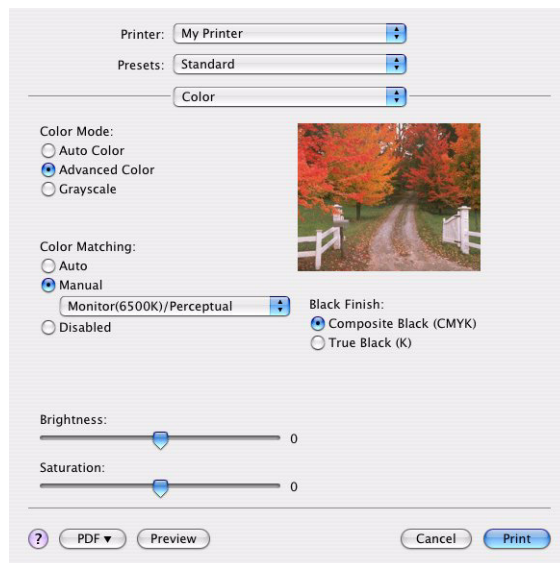 Printer: My Printer
Presets: Standard
Color
Color Mode:
Auto Color
Advanced Color
Grayscale
Color Matching:
Auto
Manual
Monitor(6500K)/Perceptual
Disabled
Black Finish:
Composite Black (CMYK)
True Black (K)
Brightness:
0
Saturation:
0
? PDF▼ Preview Cancel Print